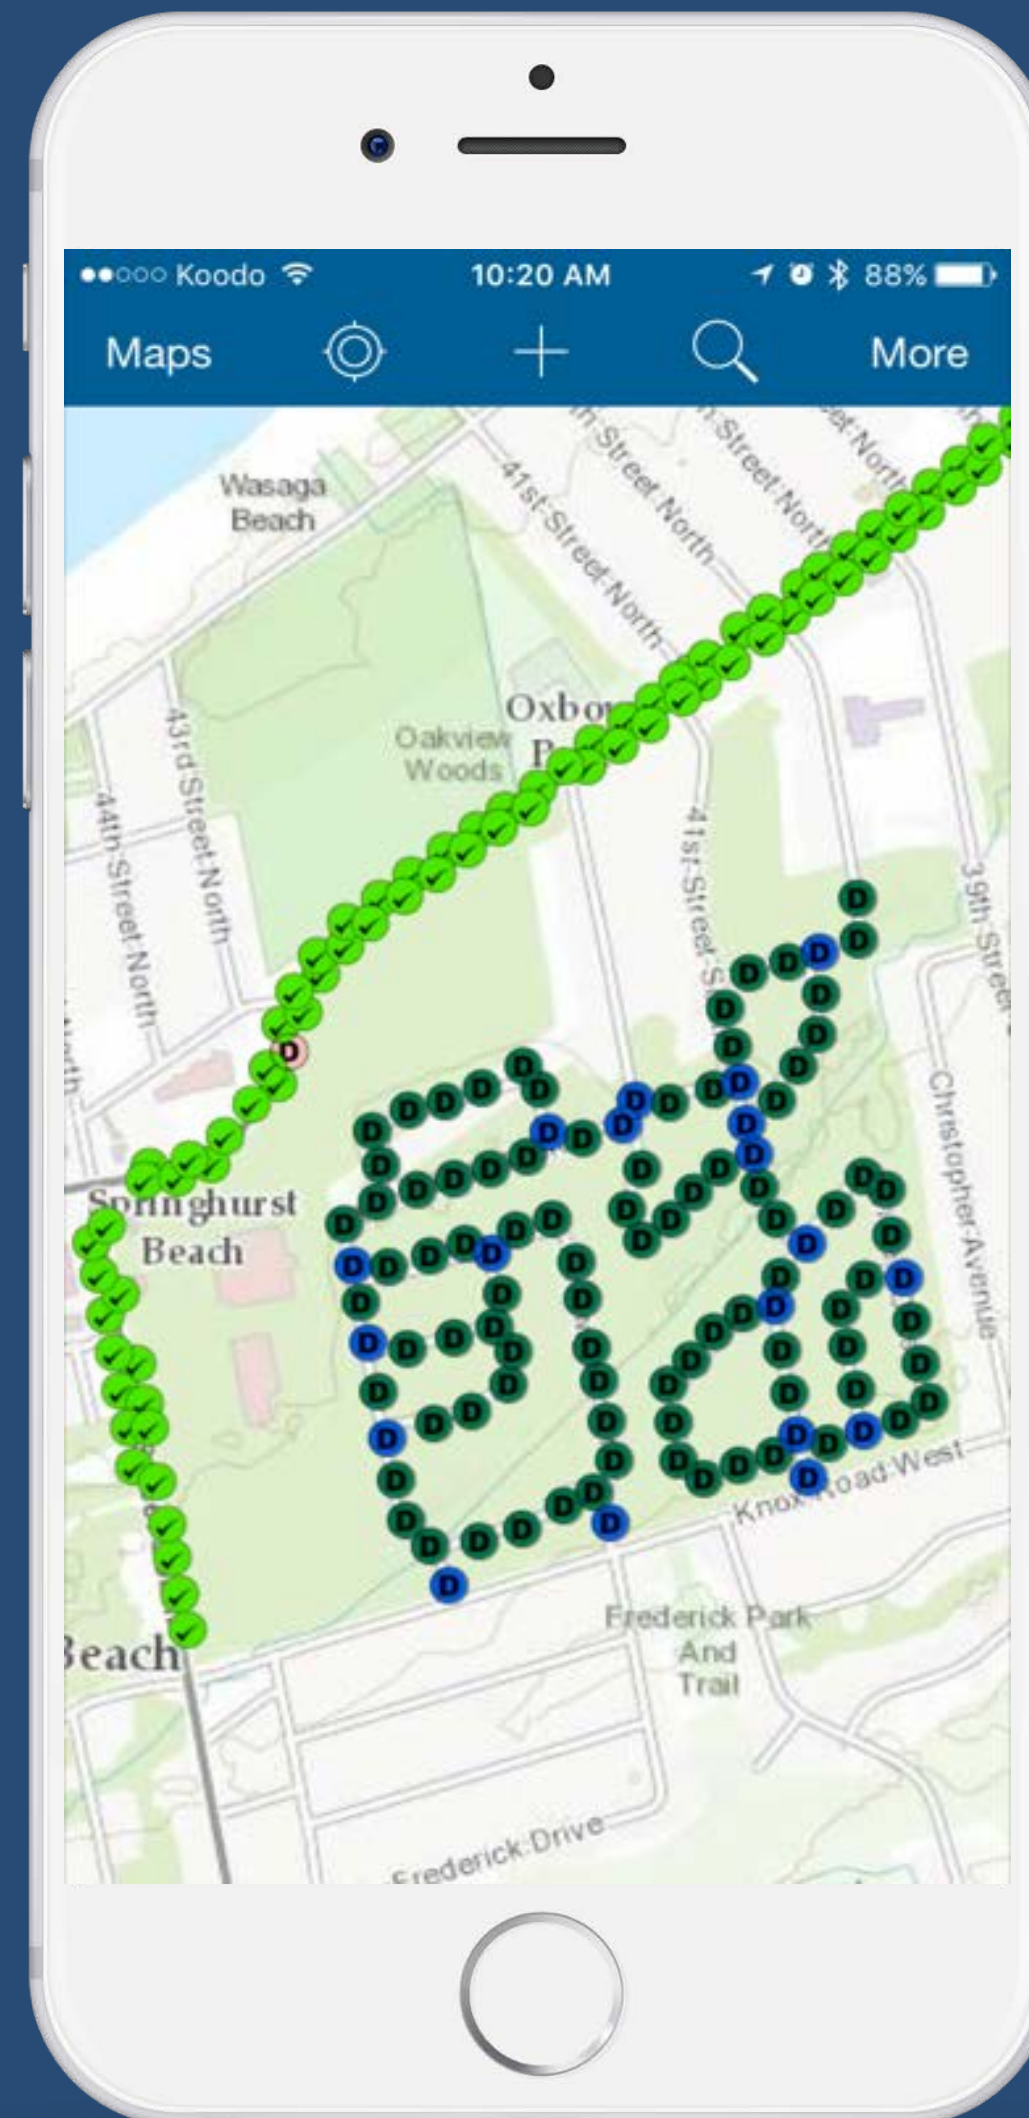 Koodo 10:20 AM 88%
Maps More
Wasaga
Beach
41st Street North
Street North
Street North
North
Oakview
Woods
43rd Street North
44th Street North
41st Street
39th Street
Christopher Avenue
Springhurst
Beach
Knox Road West
Beach
Frederick Park
And
Trail
Frederick Drive